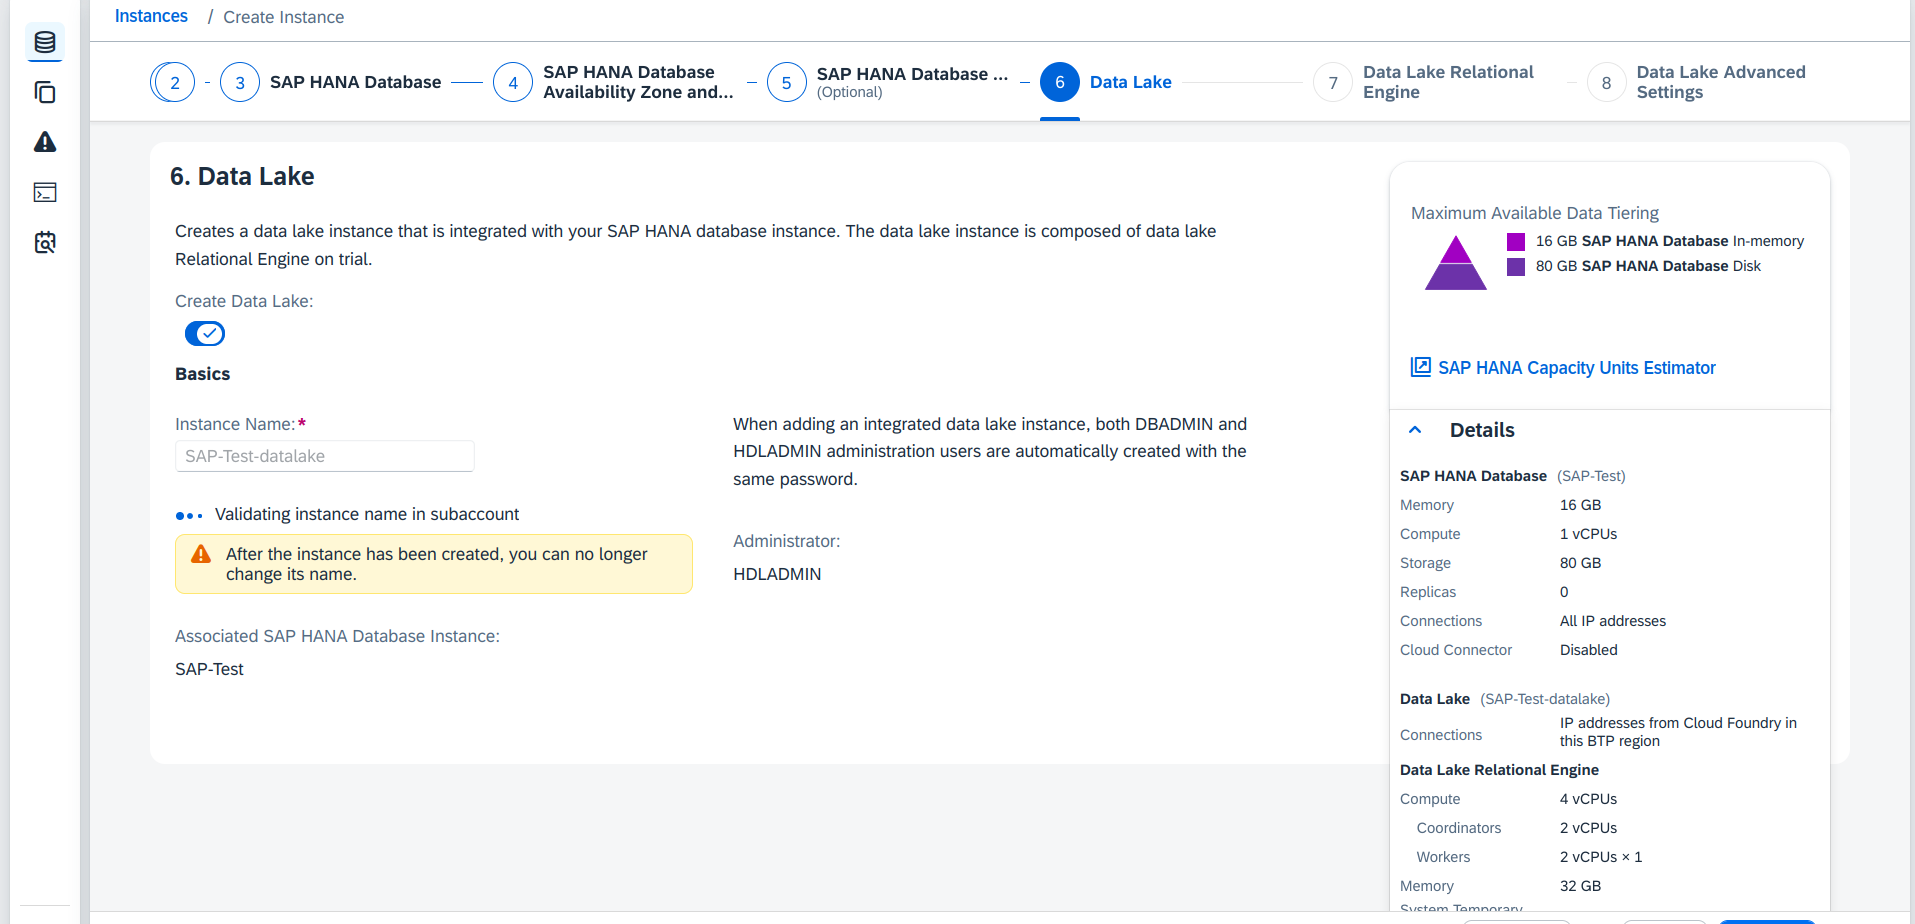 Instances / Create Instance
2 - 3 SAP HANA Database
4 SAP HANA Database
Availability Zone and...
5 SAP HANA Database ...
(Optional)
6 Data Lake
7 Data Lake Relational
Engine
8 Data Lake Advanced
Settings
6. Data Lake
Creates a data lake instance that is integrated with your SAP HANA database instance. The data lake instance is composed of data lake
Relational Engine on trial.
Create Data Lake:
Basics
Instance Name:*
SAP-Test-datalake
Validating instance name in subaccount
After the instance has been created, you can no longer
change its name.
Associated SAP HANA Database Instance:
SAP-Test
When adding an integrated data lake instance, both DBADMIN and
HDLADMIN administration users are automatically created with the
same password.
Administrator:
HDLADMIN
Maximum Available Data Tiering
16 GB SAP HANA Database In-memory
80 GB SAP HANA Database Disk
SAP HANA Capacity Units Estimator
Details
SAP HANA Database (SAP-Test)
Memory 16 GB
Compute 1 vCPUs
Storage 80 GB
Replicas 0
Connections All IP addresses
Cloud Connector Disabled
Data Lake (SAP-Test-datalake)
Connections IP addresses from Cloud Foundry in
this BTP region
Data Lake Relational Engine
Compute 4 vCPUs
Coordinators 2 vCPUs
Workers 2 vCPUs × 1
Memory 32 GB
System Temporary